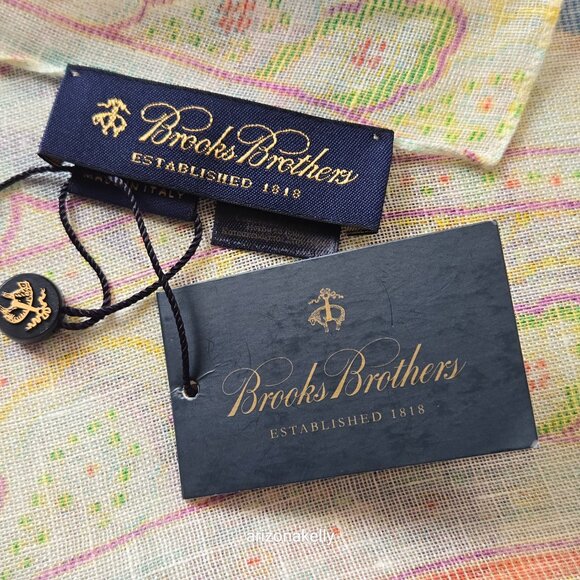 Brooks Brothers
ESTABLISHED 1818
MADE IN ITALY
Brooks Brothers
ESTABLISHED 1818
arizonakelly